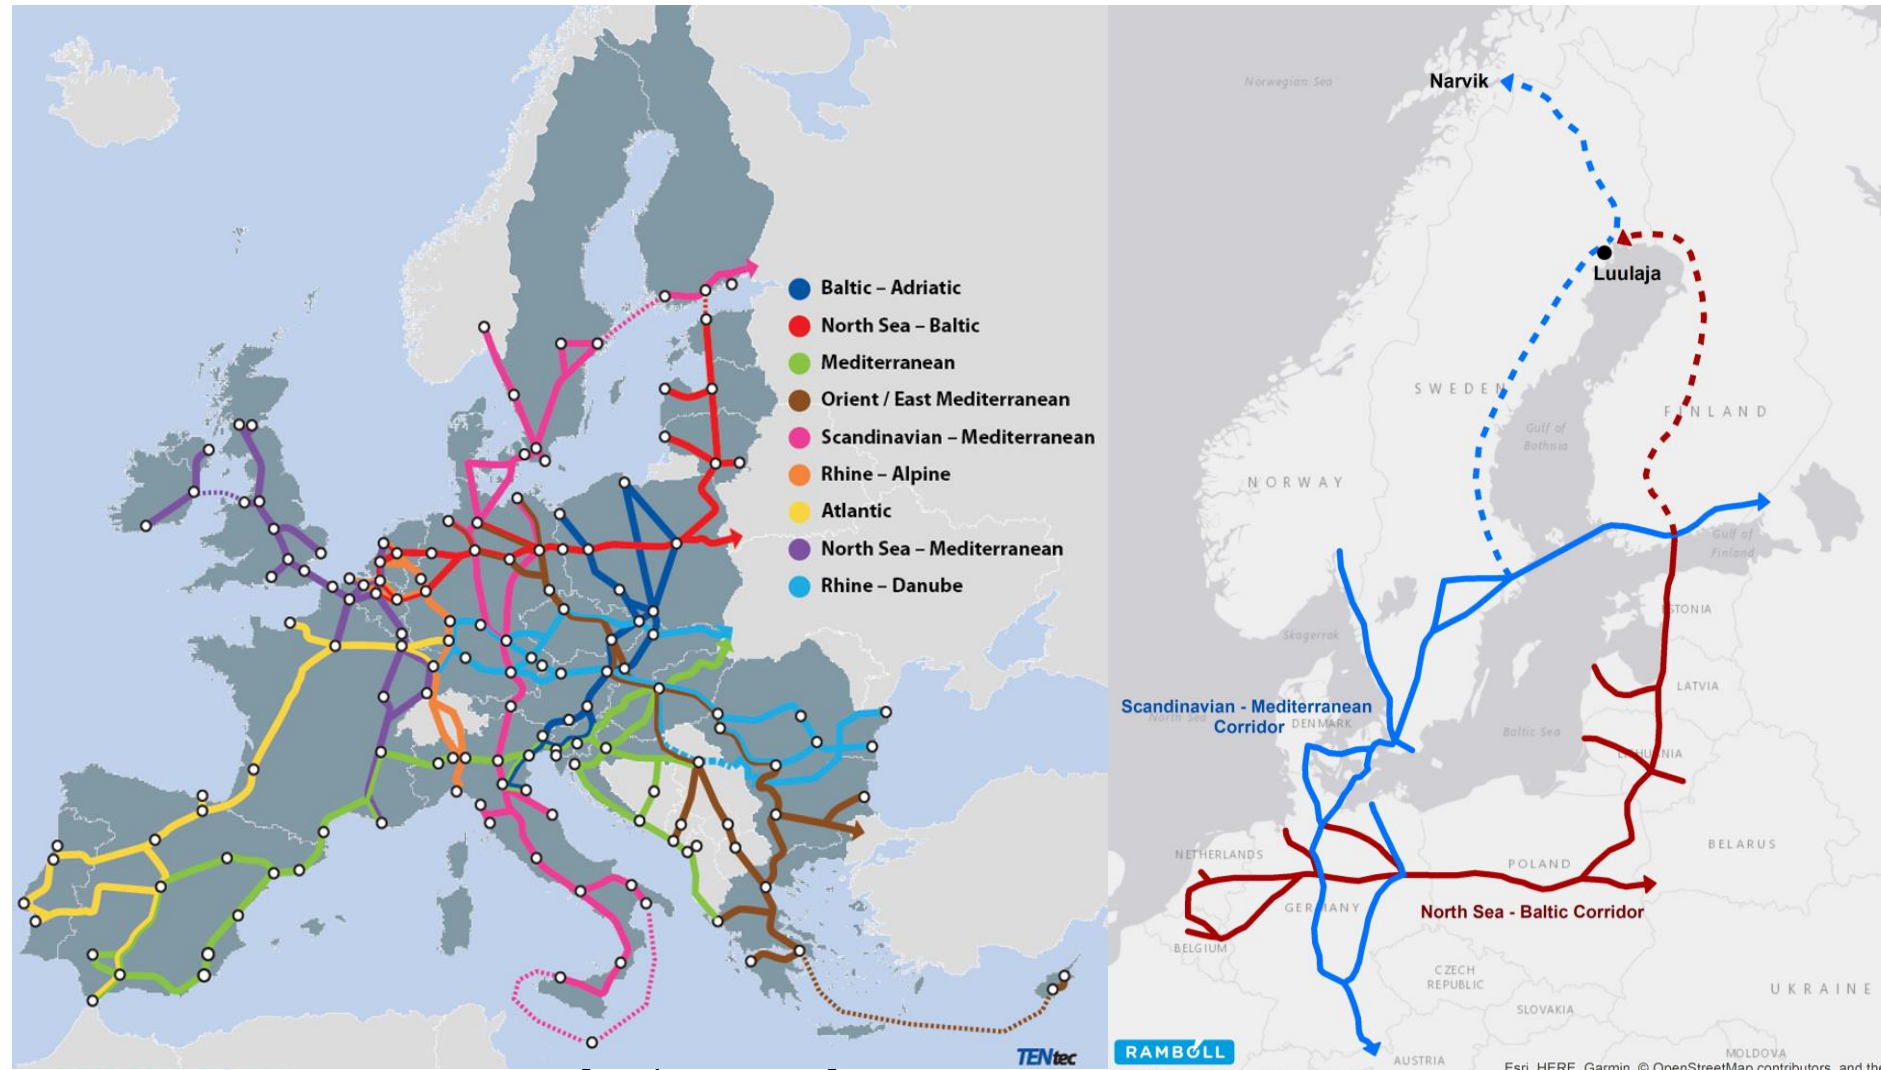 Baltic – Adriatic
North Sea – Baltic
Mediterranean
Orient / East Mediterranean
Scandinavian – Mediterranean
Rhine – Alpine
Atlantic
North Sea – Mediterranean
Rhine – Danube
TENtec
Norwegian Sea
Narvik
Luulaja
SWEDEN
FINLAND
Gulf of
Bothnia
NORWAY
Gulf of
Finland
ESTONIA
Skagerrak
LATVIA
Scandinavian - Mediterranean
Corridor
North Sea
DENMARK
Baltic Sea
LITHUANIA
BELARUS
NETHERLANDS
POLAND
GERMANY
North Sea - Baltic Corridor
BELGIUM
CZECH
REPUBLIC
UKRAINE
SLOVAKIA
RAMBOLL
AUSTRIA
MOLDOVA
Esri, HERE, Garmin, © OpenStreetMap contributors, and the